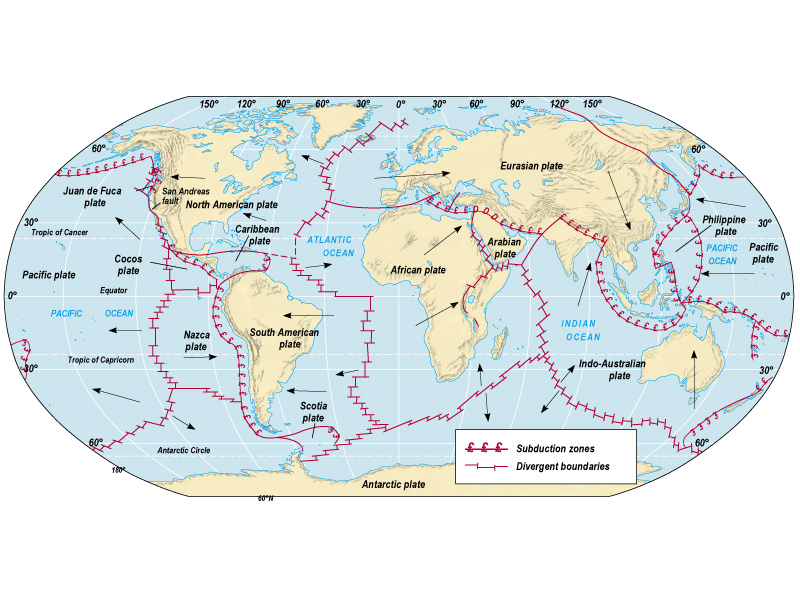 150° 120° 90° 60° 30° 0° 30° 60° 90° 120° 150°
60°
60°
Eurasian plate
Juan de Fuca
plate
San Andreas
fault
North American plate
30°
Tropic of Cancer
Caribbean
plate
ATLANTIC
OCEAN
Arabian
plate
Philippine
plate
30°
PACIFIC
OCEAN
Pacific
plate
Cocos
plate
Pacific plate
African plate
Equator
0°
0°
PACIFIC OCEAN
INDIAN
OCEAN
Nazca
plate
South American
plate
Tropic of Capricorn
30°
Indo-Australian
plate
30°
Scotia
plate
60°
60°
Antarctic Circle
180°
Antarctic plate
60°N
£ £ £ Subduction zones
Divergent boundaries